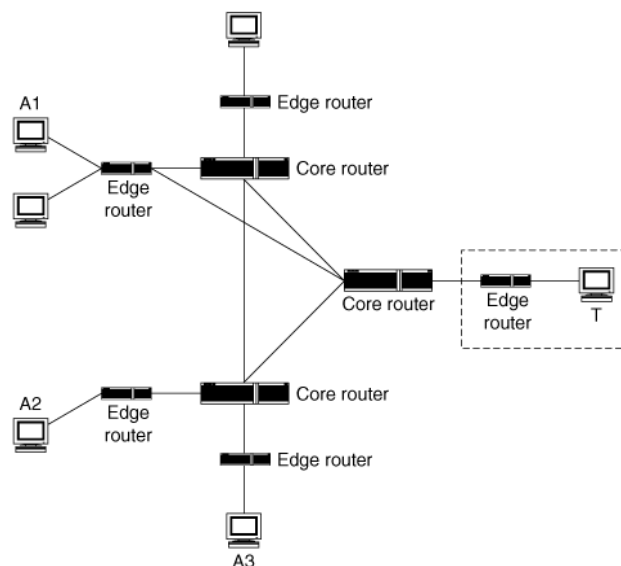 Edge router
A1
Core router
Edge
router
Core router
Edge
router
T
A2
Edge
router
Core router
Edge router
A3